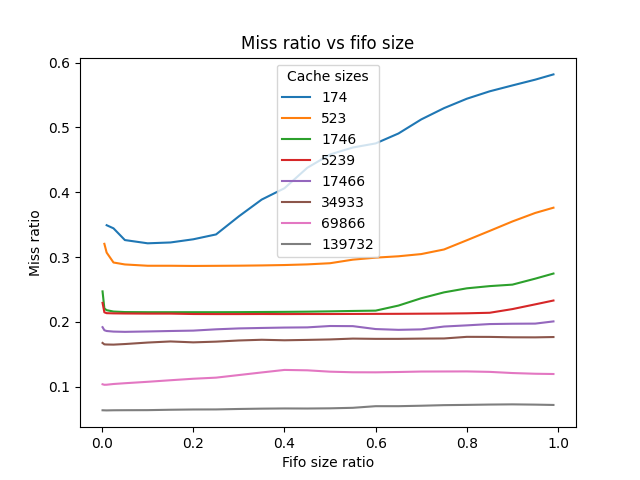 Miss ratio vs fifo size
Cache sizes
174
523
1746
5239
17466
34933
69866
139732
Miss ratio
0.6
0.5
0.4
0.3
0.2
0.1
0.0 0.2 0.4 0.6 0.8 1.0
Fifo size ratio